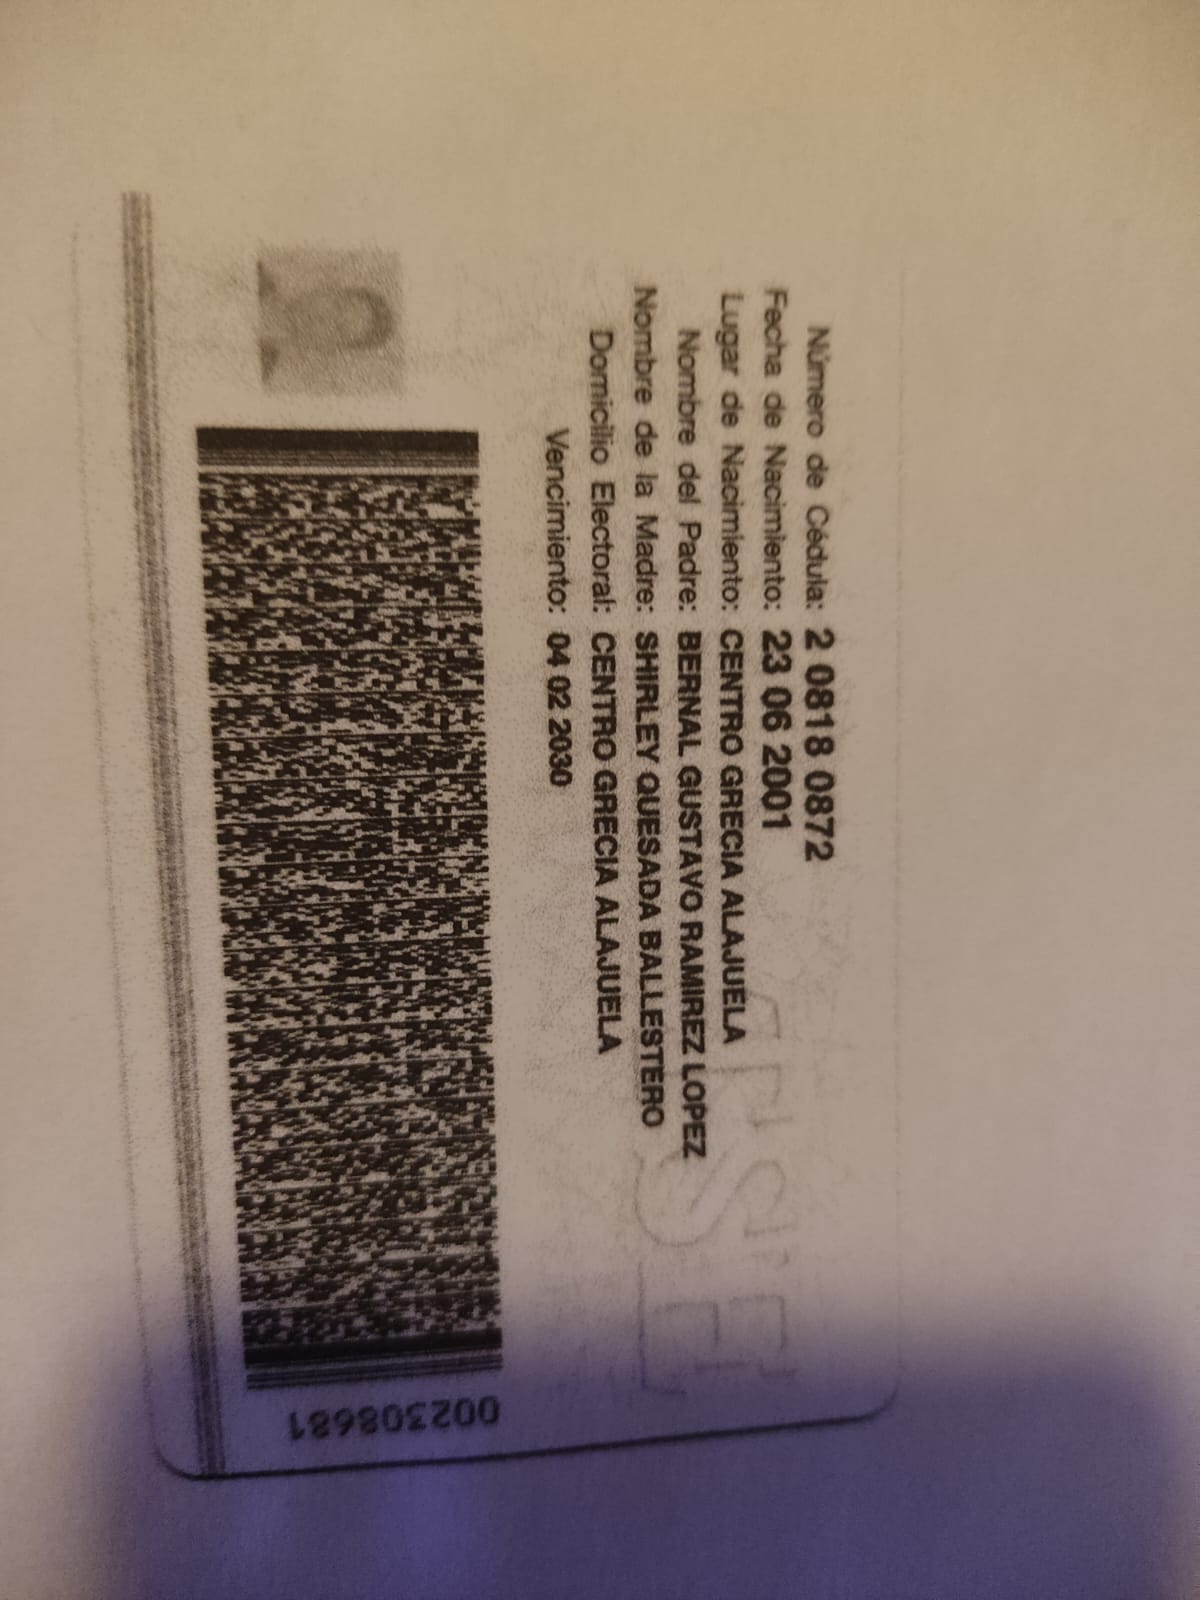 Número de Cédula: 2 0818 0872
Fecha de Nacimiento: 23 06 2001
Lugar de Nacimiento: CENTRO GRECIA ALAJUELA
Nombre del Padre: BERNAL GUSTAVO RAMIREZ LOPEZ
Nombre de la Madre: SHIRLEY QUESADA BALLESTERO
Domicilio Electoral: CENTRO GRECIA ALAJUELA
Vencimiento: 04 02 2030
002308681